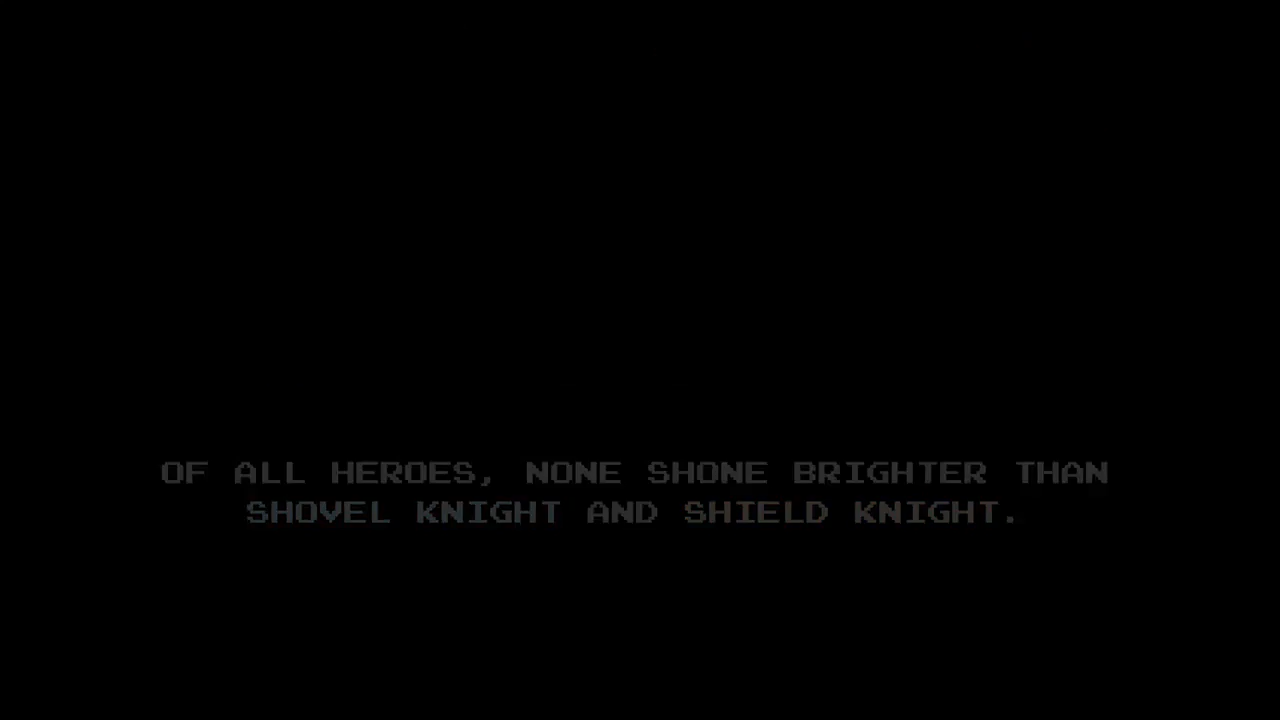 OF ALL HEROES, NONE SHONE BRIGHTER THAN
SHOVEL KNIGHT AND SHIELD KNIGHT.